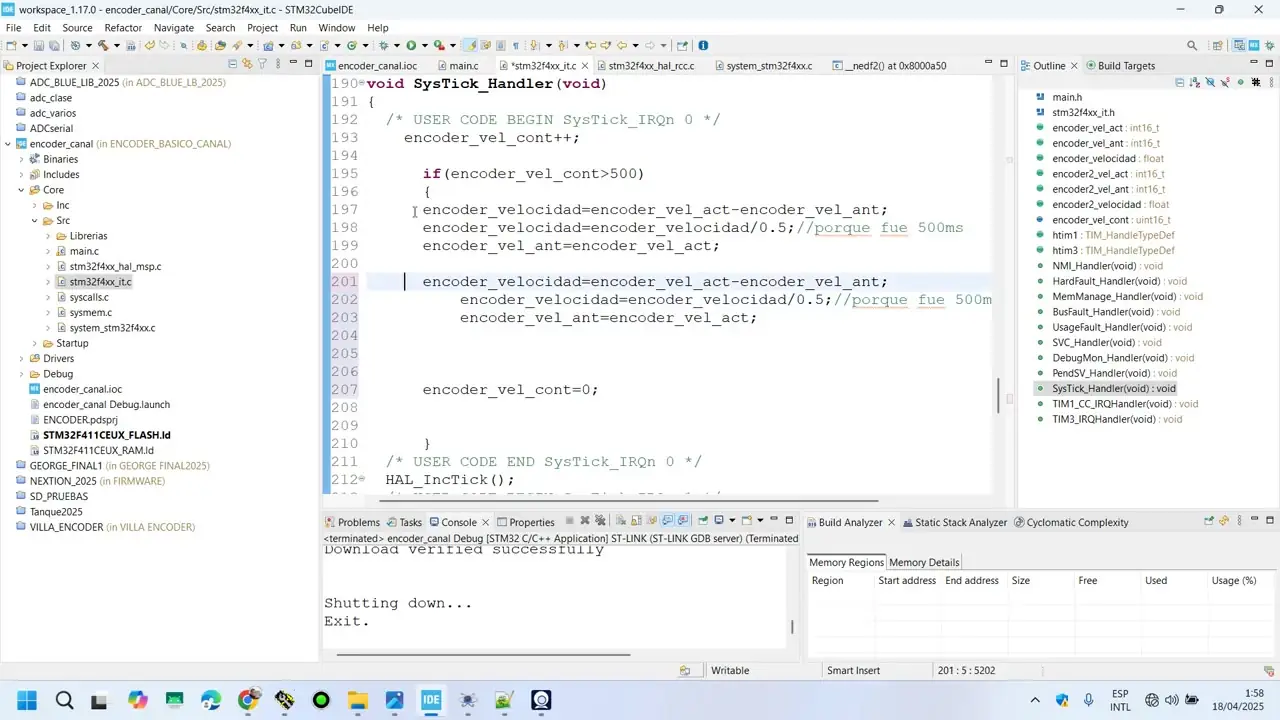 workspace_1.17.0 - encoder_canal/Core/Src/stm32f4xx_it.c - STM32CubeIDE
File Edit Source Refactor Navigate Search Project Run Window Help
Project Explorer
ADC_BLUE_LIB_2025 (in ADC_BLUE_LIB_2025)
adc_clase
adc_varios
ADCserial
encoder_canal (in ENCODER_BASICO_CANAL)
Binaries
Includes
Core
Inc
Src
Librerias
main.c
stm32f4xx_hal_msp.c
stm32f4xx_it.c
syscalls.c
sysmem.c
system_stm32f4xx.c
Startup
Drivers
Debug
encoder_canal.ioc
encoder_canal Debug.launch
ENCODER.pdsprj
STM32F411CEUX_FLASH.ld
STM32F411CEUX_RAM.ld
GEORGE_FINAL1 (in GEORGE FINAL2025)
NEXTION_2025 (in FIRMWARE)
SD_PRUEBAS
Tanque2025
VILLA_ENCODER (in VILLA ENCODER)
encoder_canal.ioc main.c *stm32f4xx_it.c stm32f4xx_hal_rcc.c system_stm32f4xx.c __nedf2() at 0x8000a50
190 void SysTick_Handler(void)
191 {
192 /* USER CODE BEGIN SysTick_IRQn 0 */
193 encoder_vel_cont++;
194
195 if(encoder_vel_cont>500)
196 {
197 encoder_velocidad=encoder_vel_act-encoder_vel_ant;
198 encoder_velocidad=encoder_velocidad/0.5;//porque fue 500ms
199 encoder_vel_ant=encoder_vel_act;
200
201 encoder_velocidad=encoder_vel_act-encoder_vel_ant;
202 encoder_velocidad=encoder_velocidad/0.5;//porque fue 500m
203 encoder_vel_ant=encoder_vel_act;
204
205
206
207 encoder_vel_cont=0;
208
209
210 }
211 /* USER CODE END SysTick_IRQn 0 */
212 HAL_IncTick();
Outline Build Targets
main.h
stm32f4xx_it.h
encoder_vel_act : int16_t
encoder_vel_ant : int16_t
encoder_velocidad : float
encoder2_vel_act : int16_t
encoder2_vel_ant : int16_t
encoder2_velocidad : float
encoder_vel_cont : uint16_t
htim1 : TIM_HandleTypeDef
htim3 : TIM_HandleTypeDef
NMI_Handler(void) : void
HardFault_Handler(void) : void
MemManage_Handler(void) : void
BusFault_Handler(void) : void
UsageFault_Handler(void) : void
SVC_Handler(void) : void
DebugMon_Handler(void) : void
PendSV_Handler(void) : void
SysTick_Handler(void) : void
TIM1_CC_IRQHandler(void) : void
TIM3_IRQHandler(void) : void
Problems Tasks Console Properties
<terminated> encoder_canal Debug [STM32 C/C++ Application] ST-LINK (ST-LINK GDB server) (Terminated
Download verified successfully
Shutting down...
Exit.
Build Analyzer Static Stack Analyzer Cyclomatic Complexity
Memory Regions Memory Details
Region Start address End address Size Free Used Usage (%)
Writable Smart Insert 201 : 5 : 5202
IDE
ESP
INTL
1:58
18/04/2025